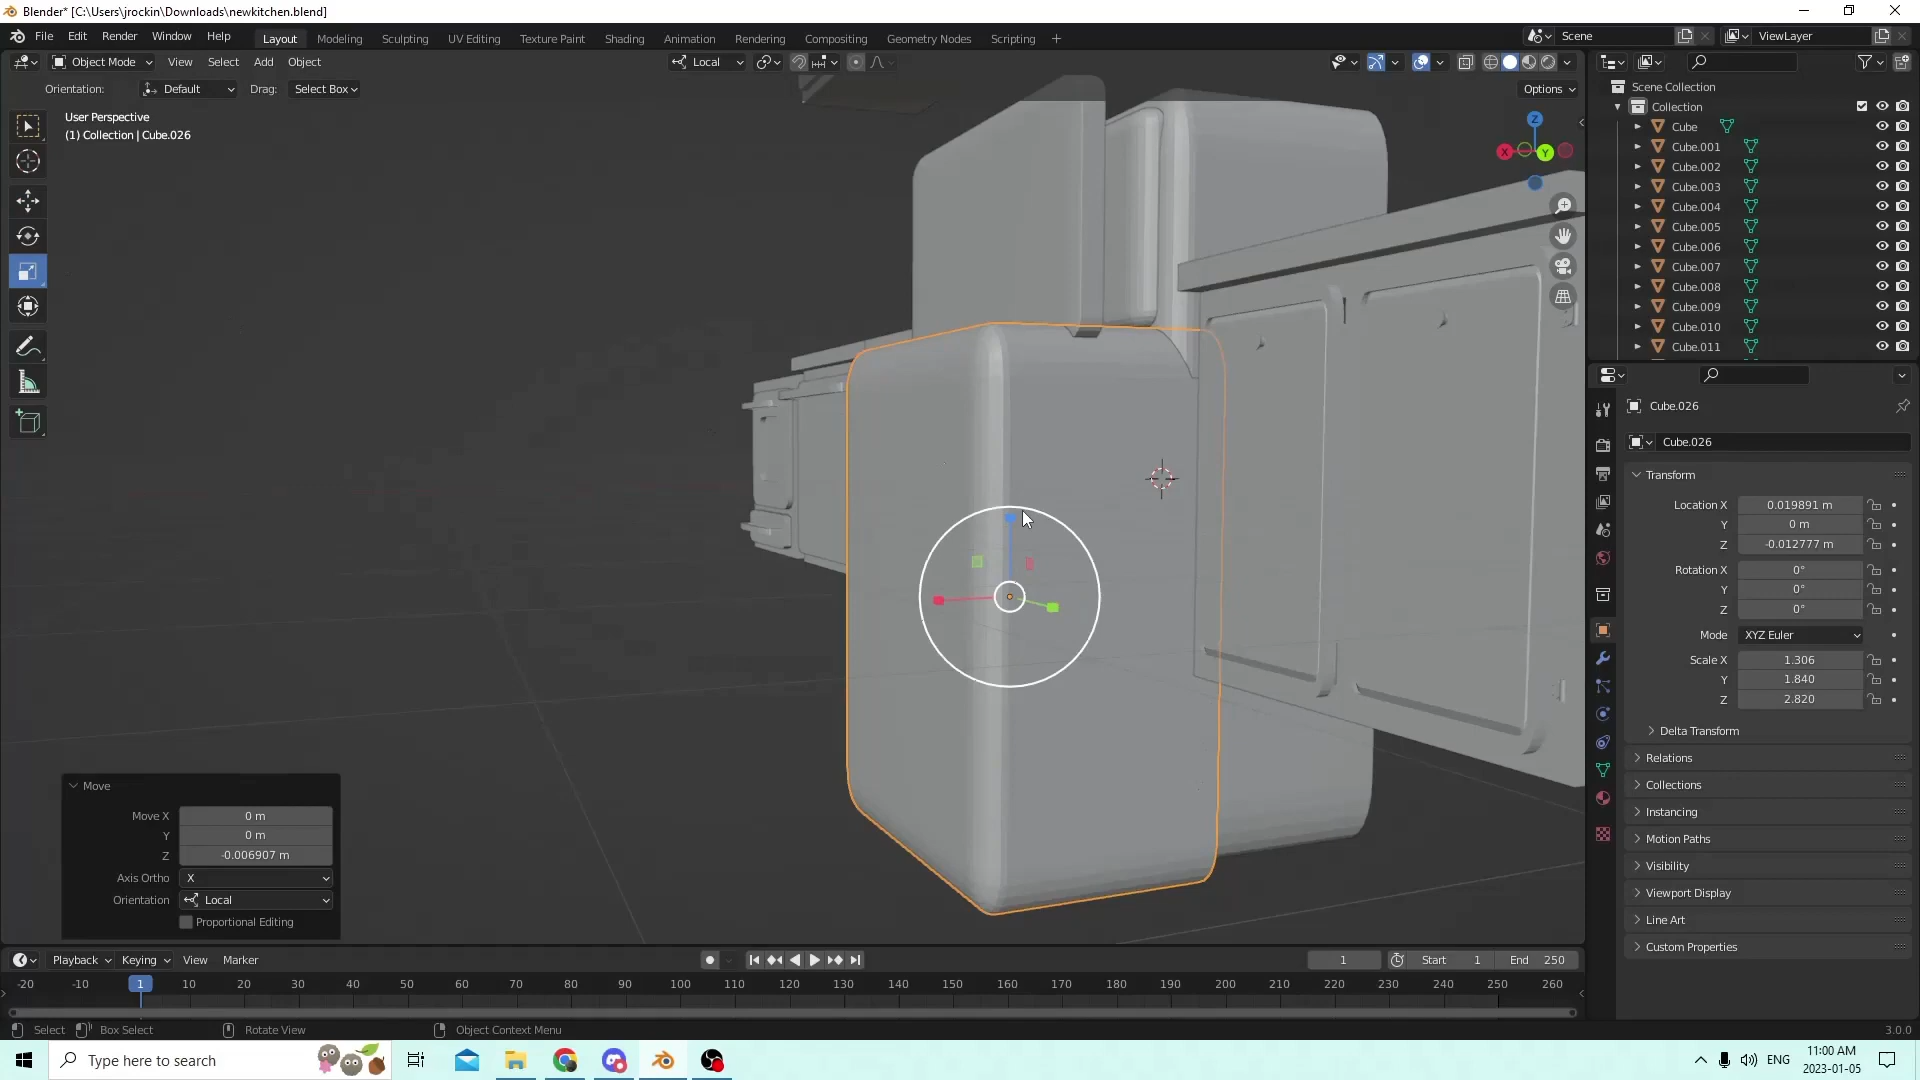 Blender* [C:\Users\jrockin\Downloads\newkitchen.blend]
File Edit Render Window Help Layout Modeling Sculpting UV Editing Texture Paint Shading Animation Rendering Compositing Geometry Nodes Scripting + Scene ViewLayer
Object Mode View Select Add Object Local
Orientation: Default Drag: Select Box Options
User Perspective
(1) Collection | Cube.026
Z
X Y
Scene Collection
Collection
Cube
Cube.001
Cube.002
Cube.003
Cube.004
Cube.005
Cube.006
Cube.007
Cube.008
Cube.009
Cube.010
Cube.011
Cube.026
Cube.026
Transform
Location X 0.019891 m
Y 0 m
Z -0.012777 m
Rotation X 0°
Y 0°
Z 0°
Mode XYZ Euler
Scale X 1.306
Y 1.840
Z 2.820
Delta Transform
Relations
Collections
Instancing
Motion Paths
Visibility
Viewport Display
Line Art
Custom Properties
Move
Move X 0 m
Y 0 m
Z -0.006907 m
Axis Ortho X
Orientation Local
Proportional Editing
Playback Keying View Marker 1 Start 1 End 250
-20 -10 1 10 20 30 40 50 60 70 80 90 100 110 120 130 140 150 160 170 180 190 200 210 220 230 240 250 260
Select Box Select Rotate View Object Context Menu 3.0.0
Type here to search ENG 11:00 AM
2023-01-05